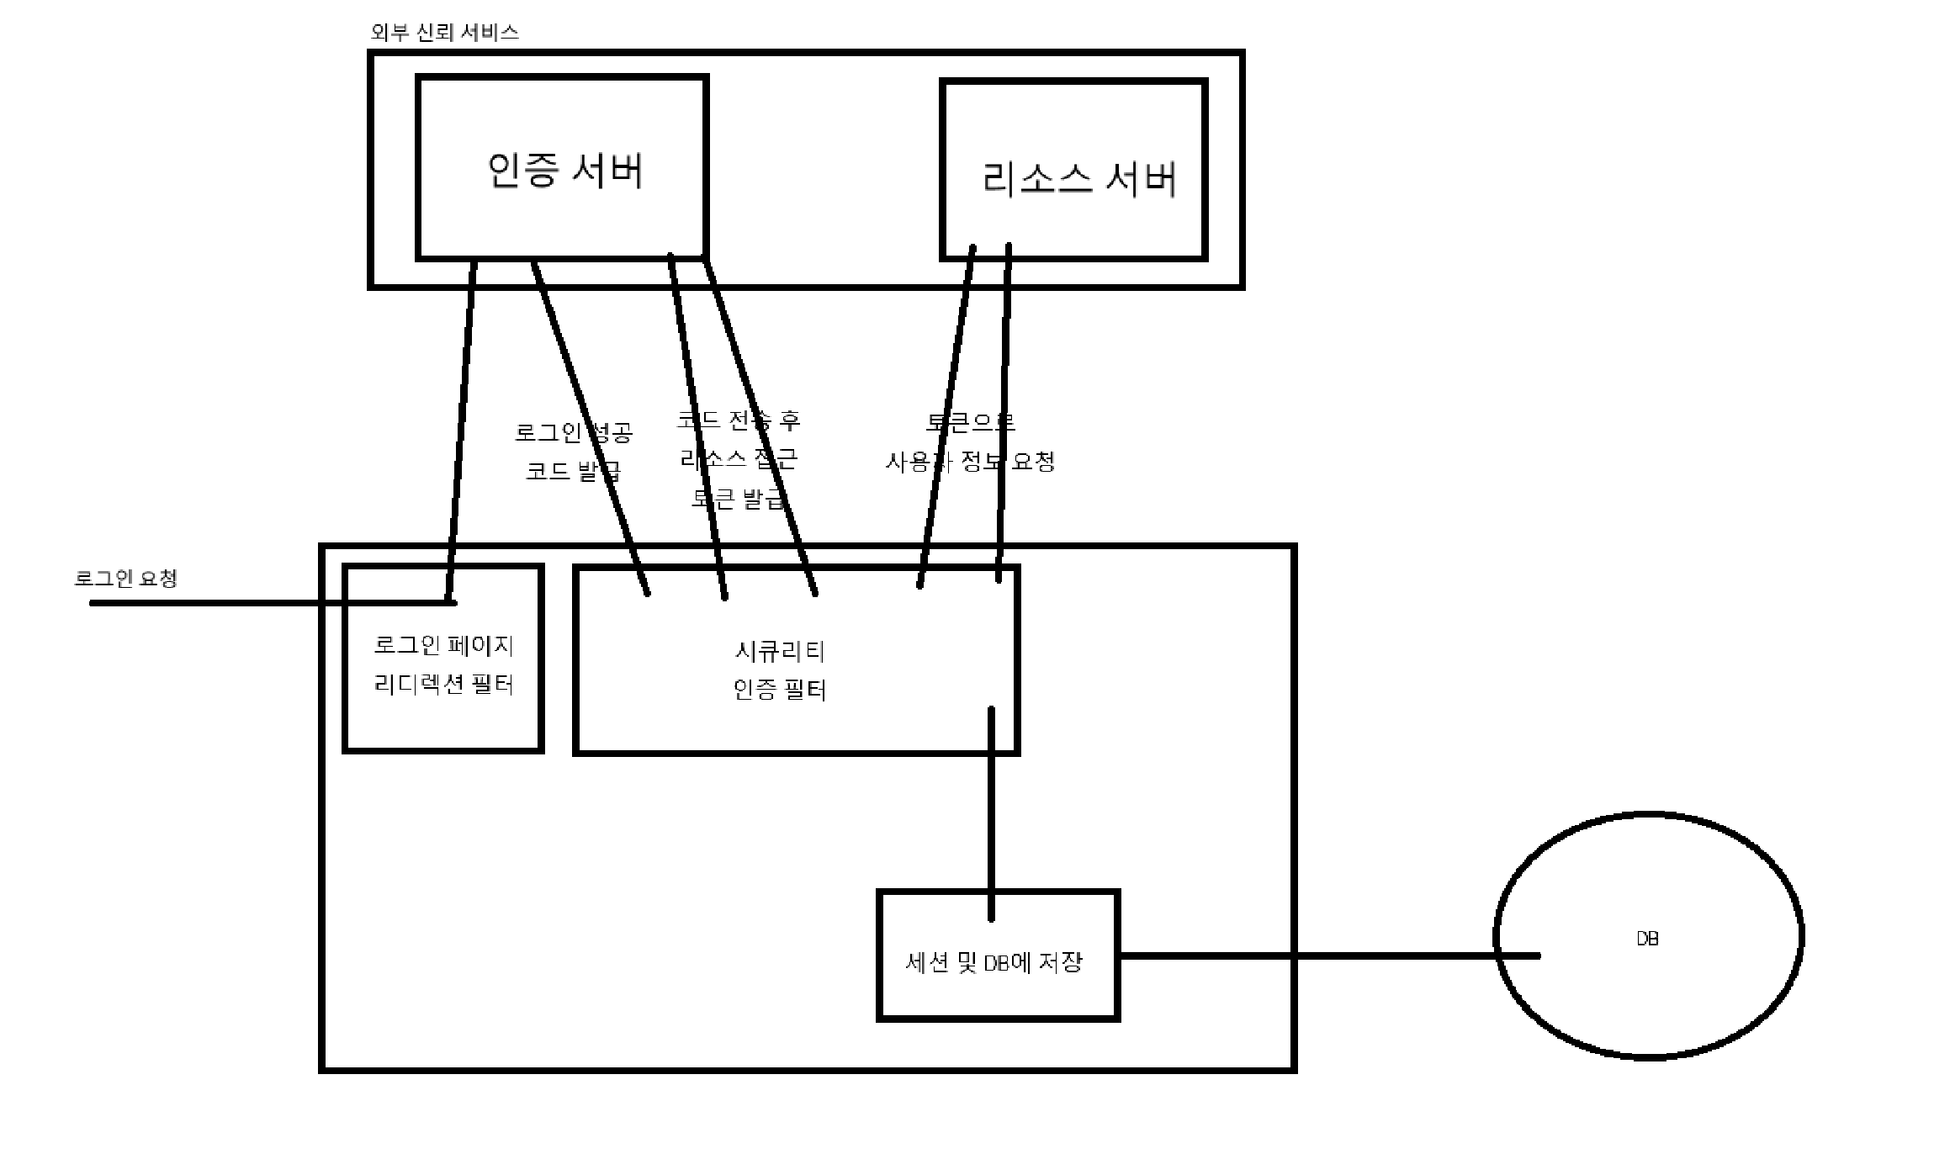 외부 신뢰 서비스
인증 서버
리소스 서버
로그인 성공
코드 발급
코드 전송 후
리소스 접근
토큰 발급
토큰으로
사용자 정보 요청
로그인 요청
로그인 페이지
리디렉션 필터
시큐리티
인증 필터
세션 및 DB에 저장
DB